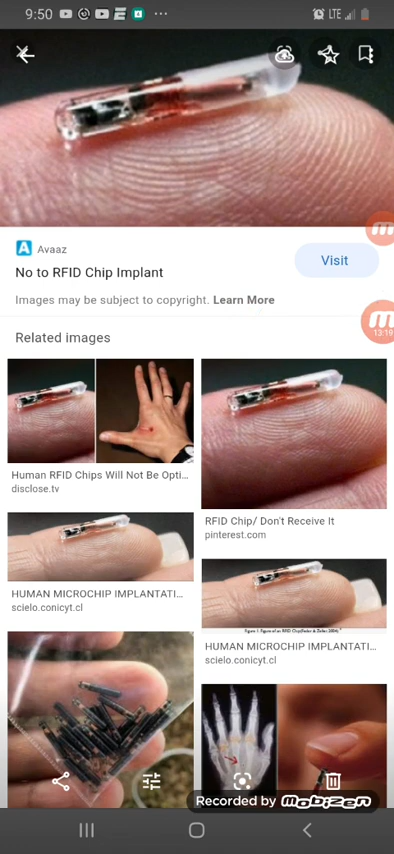 9:50
LTE
Avaaz
Visit
No to RFID Chip Implant
Images may be subject to copyright. Learn More
13:19
Related images
Human RFID Chips Will Not Be Opti...
disclose.tv
RFID Chip/ Don't Receive It
pinterest.com
HUMAN MICROCHIP IMPLANTATI...
scielo.conicyt.cl
HUMAN MICROCHIP IMPLANTATI...
scielo.conicyt.cl
Recorded by mobizen